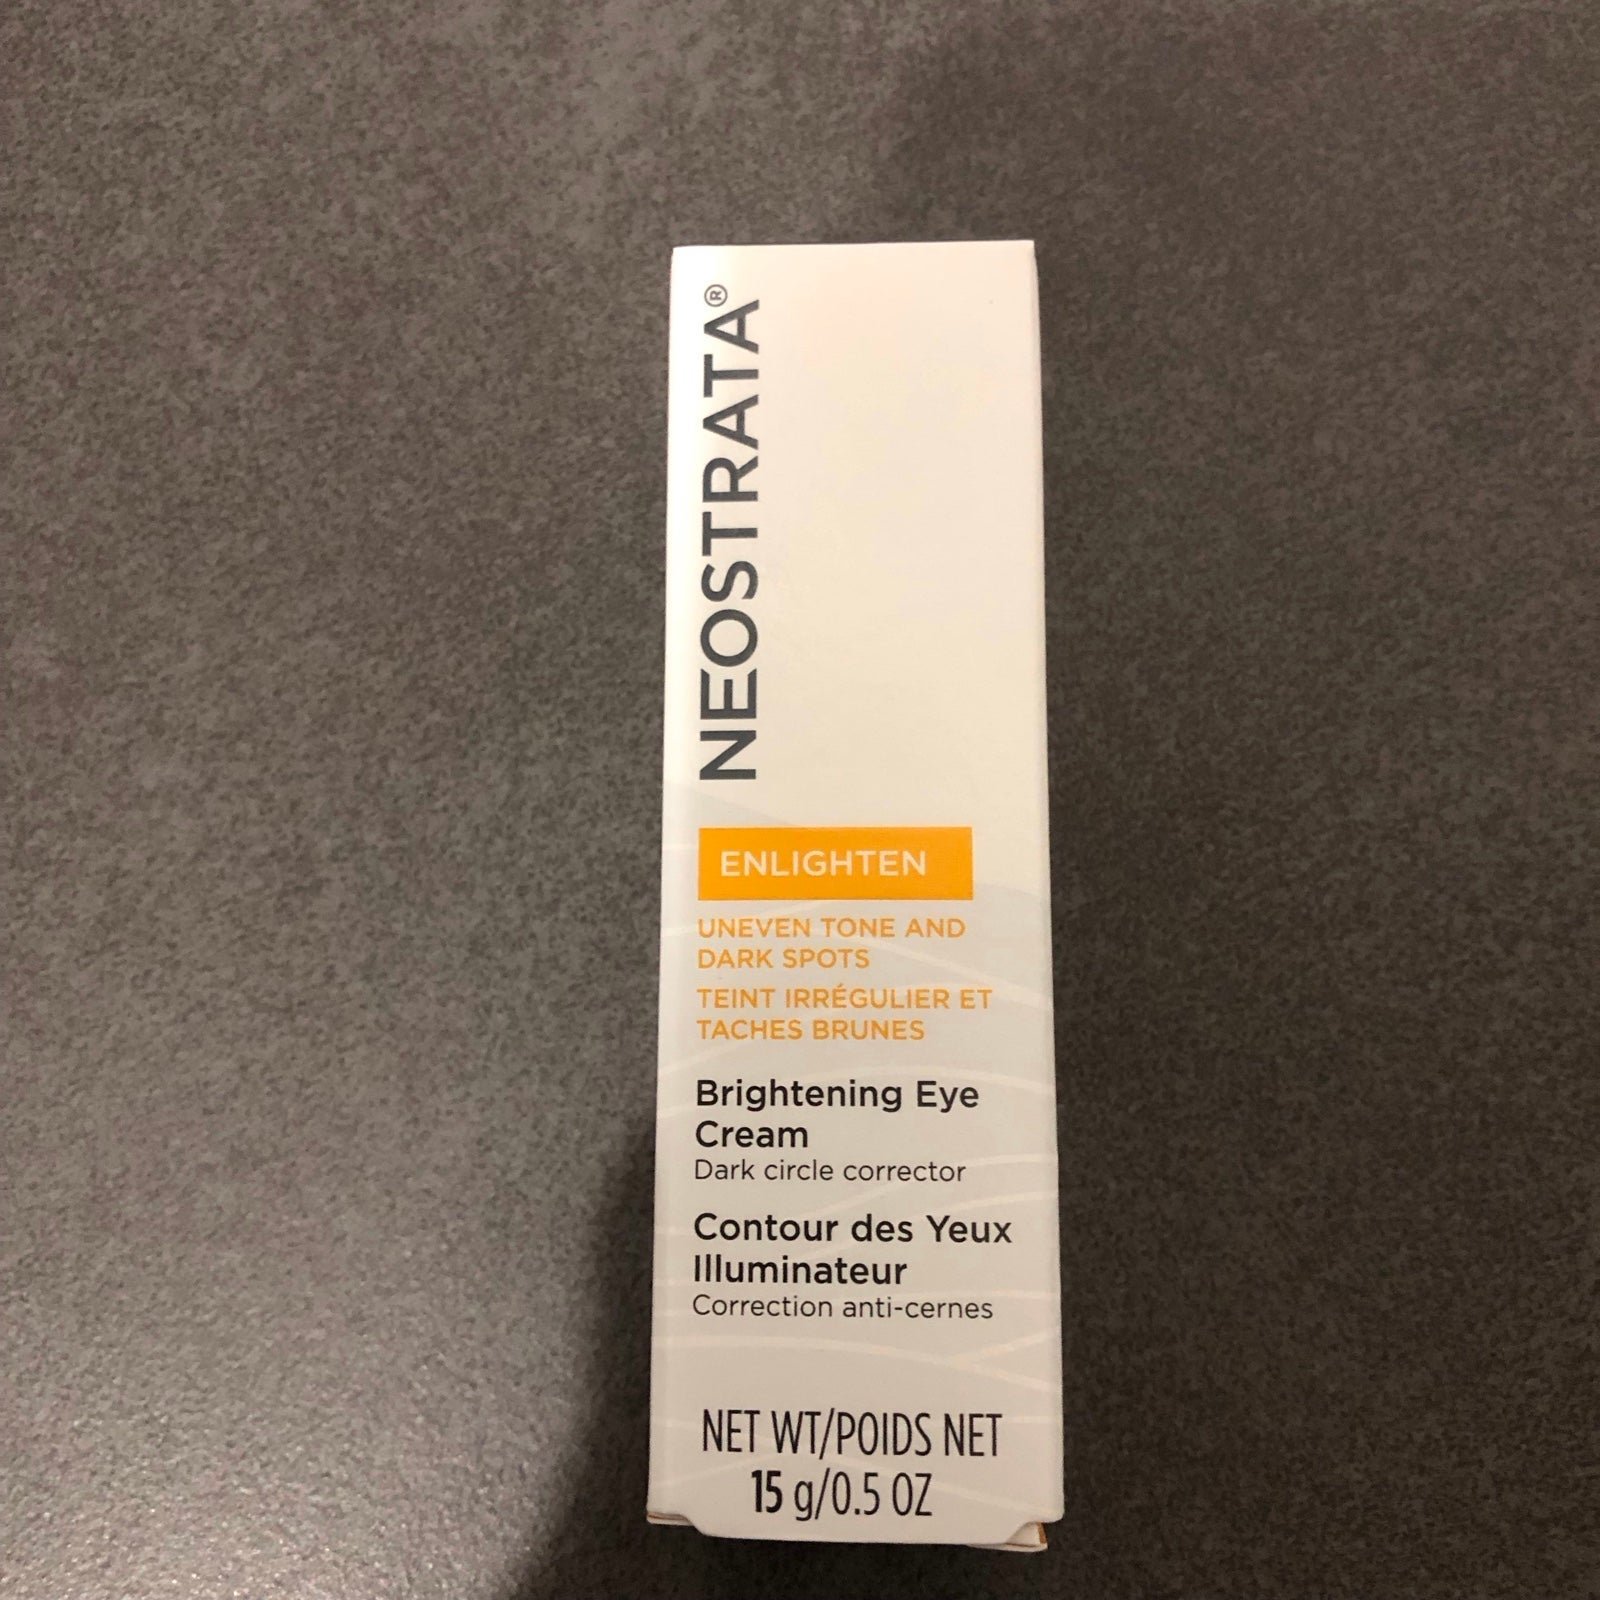 NEOSTRATA®
ENLIGHTEN
UNEVEN TONE AND
DARK SPOTS
TEINT IRRÉGULIER ET
TACHES BRUNES
Brightening Eye
Cream
Dark circle corrector
Contour des Yeux
Illuminateur
Correction anti-cernes
NET WT/POIDS NET
15 g/0.5 OZ